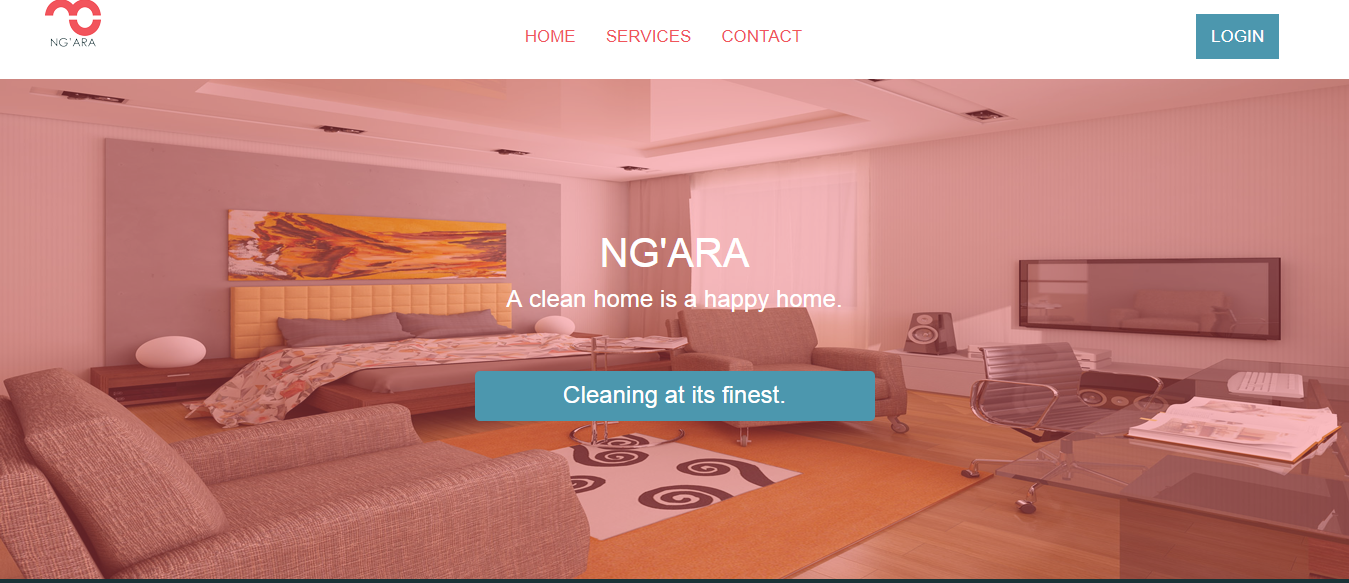 NG'ARA
HOME SERVICES CONTACT
LOGIN
NG'ARA
A clean home is a happy home.
Cleaning at its finest.